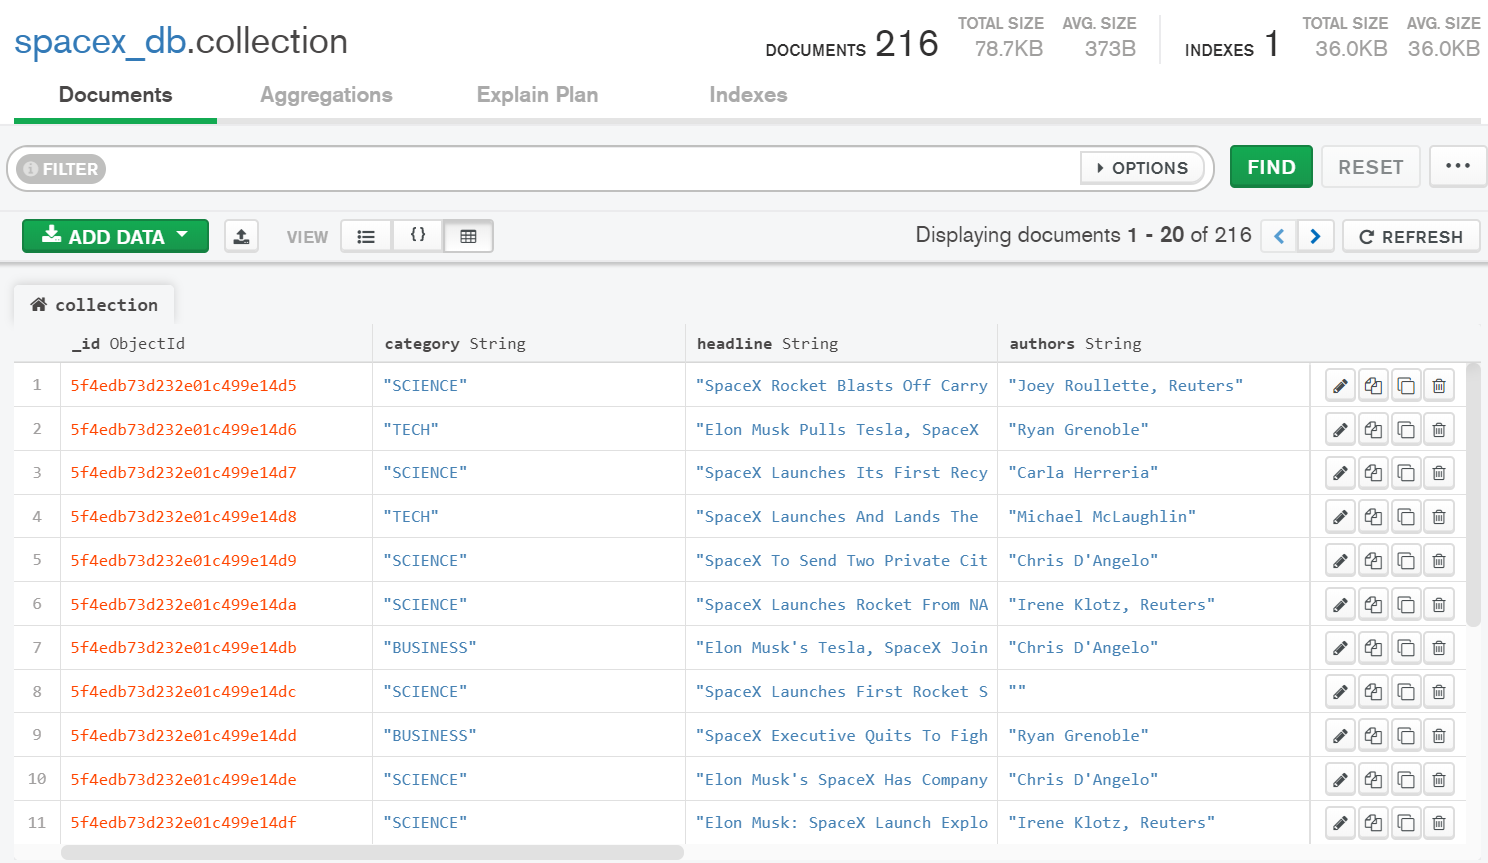 spacex_db.collection
DOCUMENTS 216 TOTAL SIZE 78.7KB AVG. SIZE 373B INDEXES 1 TOTAL SIZE 36.0KB AVG. SIZE 36.0KB
Documents Aggregations Explain Plan Indexes
FILTER OPTIONS FIND RESET ...
ADD DATA VIEW {} Displaying documents 1 - 20 of 216 REFRESH
collection
_id ObjectId category String headline String authors String
1 5f4edb73d232e01c499e14d5 "SCIENCE" "SpaceX Rocket Blasts Off Carry "Joey Roullette, Reuters"
2 5f4edb73d232e01c499e14d6 "TECH" "Elon Musk Pulls Tesla, SpaceX "Ryan Grenoble"
3 5f4edb73d232e01c499e14d7 "SCIENCE" "SpaceX Launches Its First Recy "Carla Herreria"
4 5f4edb73d232e01c499e14d8 "TECH" "SpaceX Launches And Lands The "Michael McLaughlin"
5 5f4edb73d232e01c499e14d9 "SCIENCE" "SpaceX To Send Two Private Cit "Chris D'Angelo"
6 5f4edb73d232e01c499e14da "SCIENCE" "SpaceX Launches Rocket From NA "Irene Klotz, Reuters"
7 5f4edb73d232e01c499e14db "BUSINESS" "Elon Musk's Tesla, SpaceX Join "Chris D'Angelo"
8 5f4edb73d232e01c499e14dc "SCIENCE" "SpaceX Launches First Rocket S ""
9 5f4edb73d232e01c499e14dd "BUSINESS" "SpaceX Executive Quits To Figh "Ryan Grenoble"
10 5f4edb73d232e01c499e14de "SCIENCE" "Elon Musk's SpaceX Has Company "Chris D'Angelo"
11 5f4edb73d232e01c499e14df "SCIENCE" "Elon Musk: SpaceX Launch Explo "Irene Klotz, Reuters"